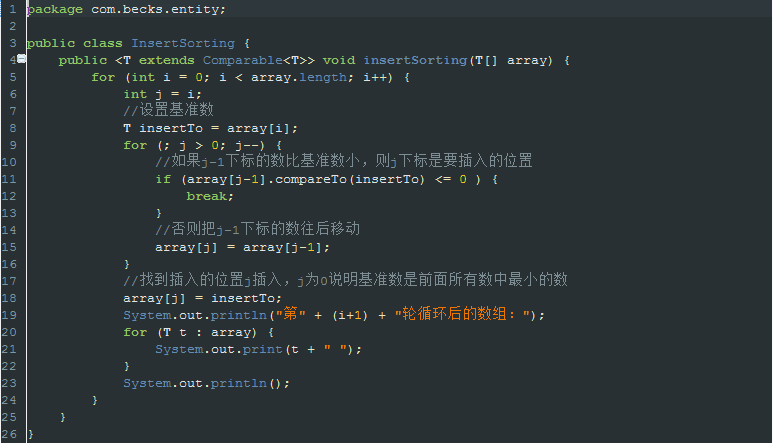 1 package com.becks.entity;
2
3 public class InsertSorting {
4     public <T extends Comparable<T>> void insertSorting(T[] array) {
5         for (int i = 0; i < array.length; i++) {
6             int j = i;
7             //设置基准数
8             T insertTo = array[i];
9             for (; j > 0; j--) {
10                 //如果j-1下标的数比基准数小，则j下标是要插入的位置
11                 if (array[j-1].compareTo(insertTo) <= 0 ) {
12                     break;
13                 }
14                 //否则把j-1下标的数往后移动
15                 array[j] = array[j-1];
16             }
17             //找到插入的位置j插入，j为0说明基准数是前面所有数中最小的数
18             array[j] = insertTo;
19             System.out.println("第" + (i+1) + "轮循环后的数组：");
20             for (T t : array) {
21                 System.out.print(t + " ");
22             }
23             System.out.println();
24         }
25     }
26 }